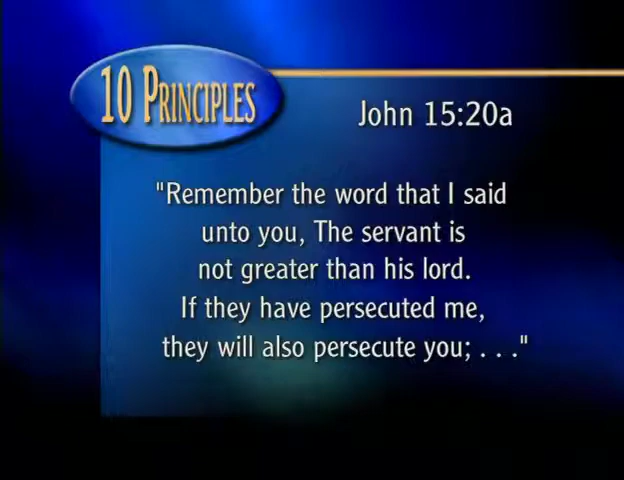 10 PRINCIPLES
John 15:20a
"Remember the word that I said
unto you, The servant is
not greater than his lord.
If they have persecuted me,
they will also persecute you; . . ."